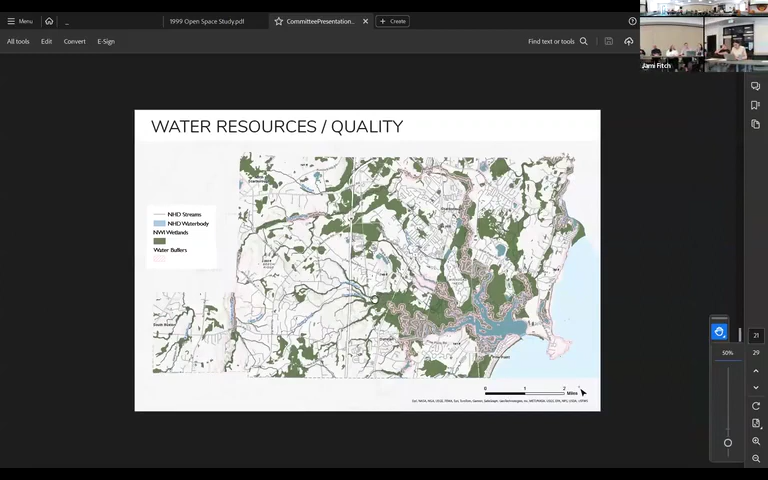 Menu
1999 Open Space Study.pdf
CommitteePresentation...
Create
All tools
Edit
Convert
E-Sign
Find text or tools
Jami Fitch
WATER RESOURCES / QUALITY
NHD Streams
NHD Waterbody
NWI Wetlands
Water Buffers
0
1
2
Miles
50%
21
29